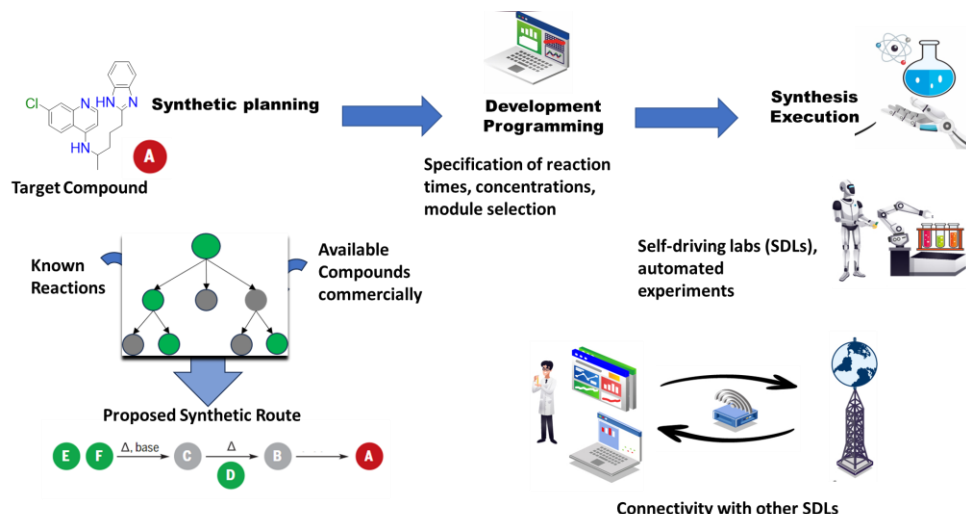 Cl
N
HN
N
HN
A
Target Compound
Synthetic planning
Development
Programming
Synthesis
Execution
Specification of reaction
times, concentrations,
module selection
Known
Reactions
Available
Compounds
commercially
Self-driving labs (SDLs),
automated
experiments
Proposed Synthetic Route
E F Δ, base C Δ B A
D
Connectivity with other SDLs